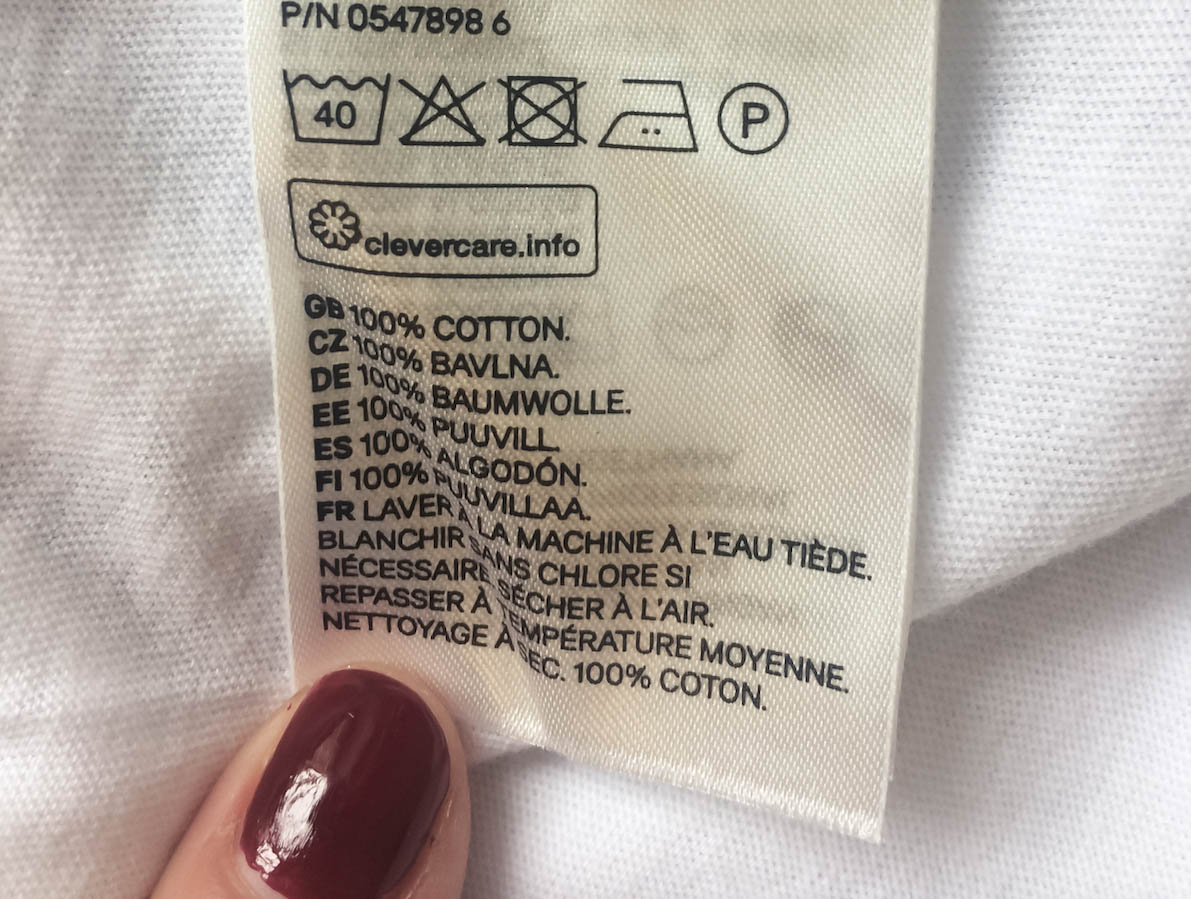 P/N 0547898 6
40 P
clevercare.info
GB 100% COTTON.
CZ 100% BAVLNA.
DE 100% BAUMWOLLE.
EE 100% PUUVILL.
ES 100% ALGODÓN.
FI 100% PUUVILLAA.
FR LAVER À LA MACHINE À L'EAU TIÈDE.
BLANCHIR SANS CHLORE SI
NÉCESSAIRE SÉCHER À L'AIR.
REPASSER À TEMPÉRATURE MOYENNE.
NETTOYAGE À SEC. 100% COTON.